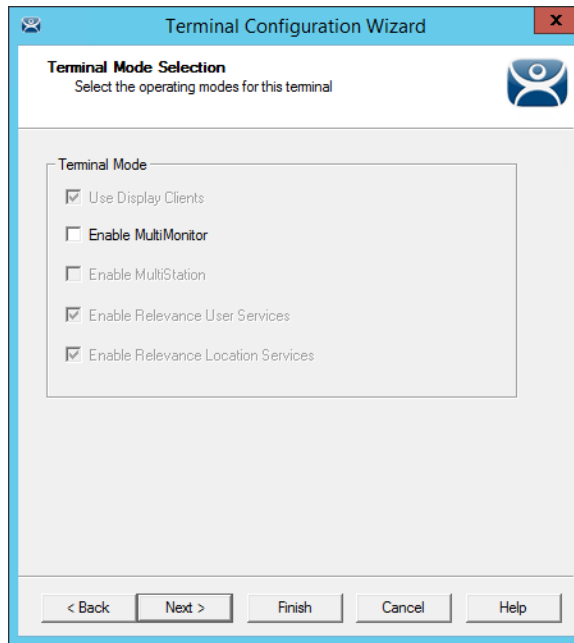 Terminal Configuration Wizard
x
Terminal Mode Selection
Select the operating modes for this terminal
Terminal Mode
Use Display Clients
Enable MultiMonitor
Enable MultiStation
Enable Relevance User Services
Enable Relevance Location Services
< Back Next > Finish Cancel Help